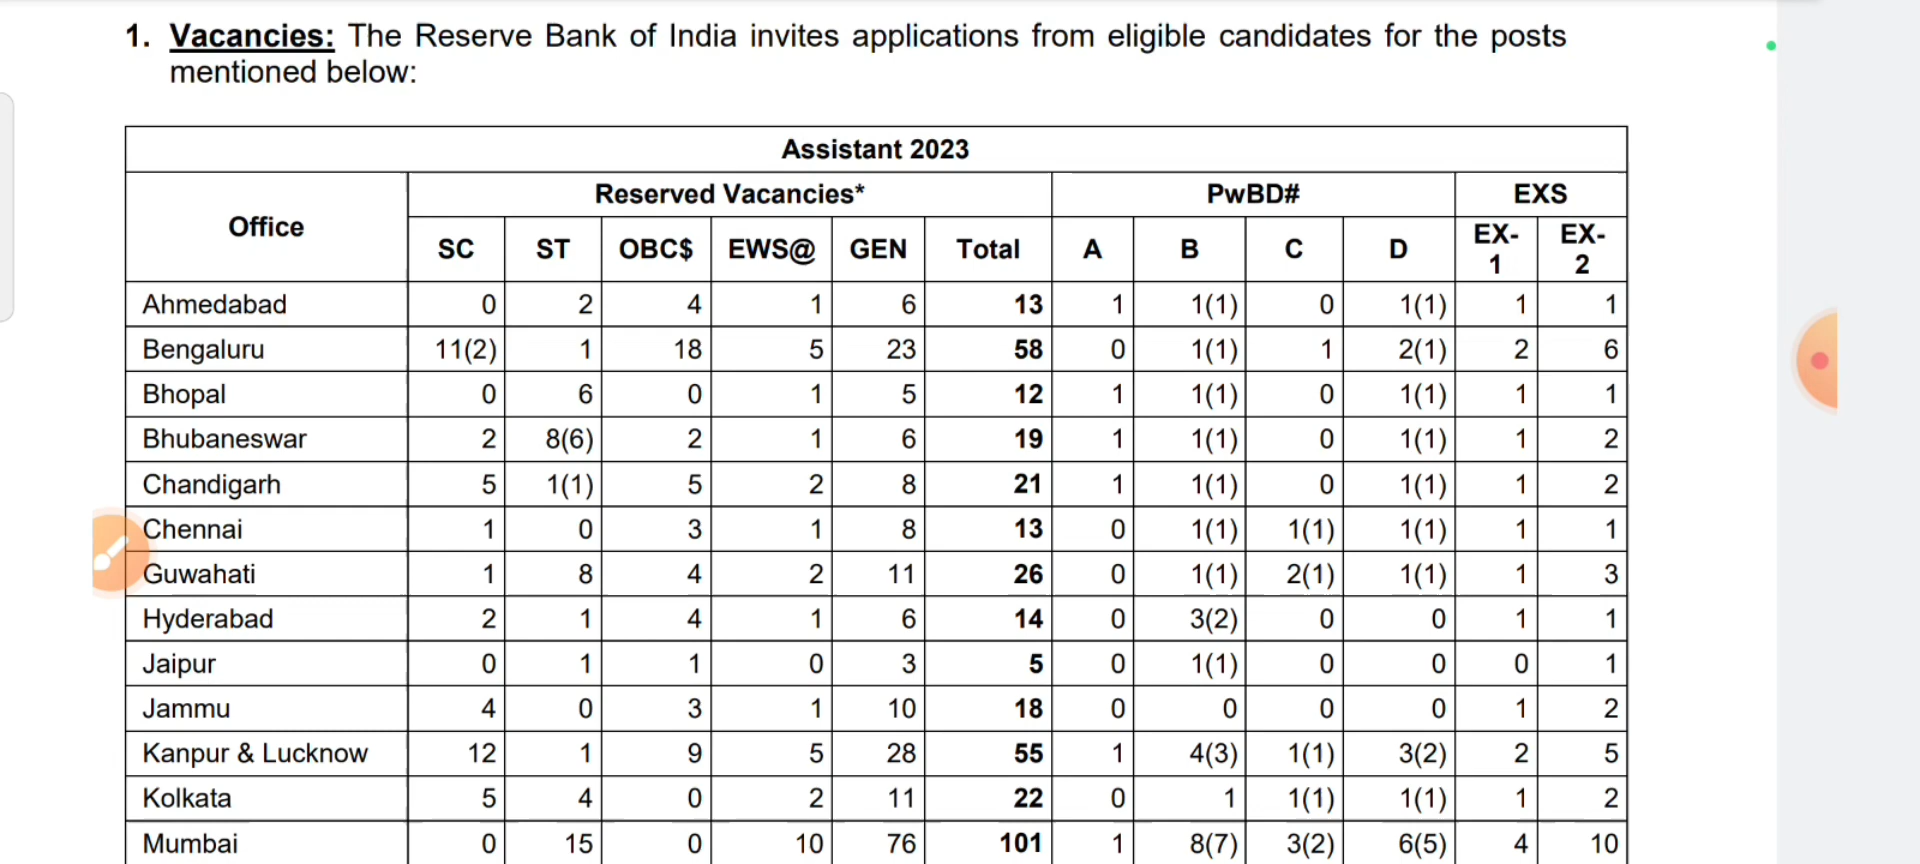 1. Vacancies: The Reserve Bank of India invites applications from eligible candidates for the posts
mentioned below:
Assistant 2023
Office Reserved Vacancies* PwBD# EXS
SC ST OBC$ EWS@ GEN Total A B C D EX-1 EX-2
Ahmedabad 0 2 4 1 6 13 1 1(1) 0 1(1) 1 1
Bengaluru 11(2) 1 18 5 23 58 0 1(1) 1 2(1) 2 6
Bhopal 0 6 0 1 5 12 1 1(1) 0 1(1) 1 1
Bhubaneswar 2 8(6) 2 1 6 19 1 1(1) 0 1(1) 1 2
Chandigarh 5 1(1) 5 2 8 21 1 1(1) 0 1(1) 1 2
Chennai 1 0 3 1 8 13 0 1(1) 1(1) 1(1) 1 1
Guwahati 1 8 4 2 11 26 0 1(1) 2(1) 1(1) 1 3
Hyderabad 2 1 4 1 6 14 0 3(2) 0 0 1 1
Jaipur 0 1 1 0 3 5 0 1(1) 0 0 0 1
Jammu 4 0 3 1 10 18 0 0 0 0 1 2
Kanpur & Lucknow 12 1 9 5 28 55 1 4(3) 1(1) 3(2) 2 5
Kolkata 5 4 0 2 11 22 0 1 1(1) 1(1) 1 2
Mumbai 0 15 0 10 76 101 1 8(7) 3(2) 6(5) 4 10